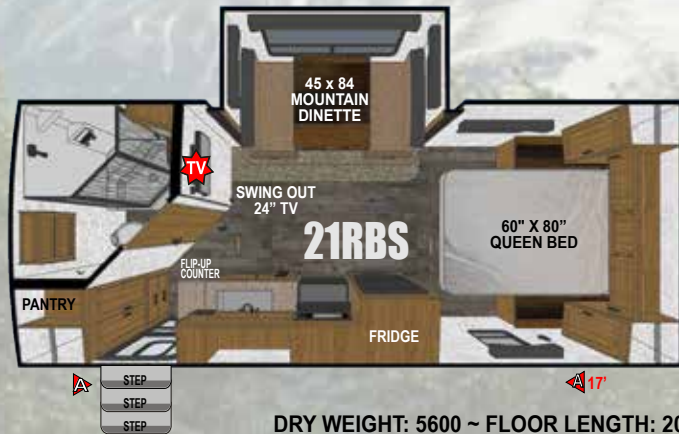 45 x 84
MOUNTAIN
DINETTE
TV
SWING OUT
24” TV
21RBS
60" X 80”
QUEEN BED
FLIP-UP
COUNTER
PANTRY
FRIDGE
A
A 17'
STEP
STEP
STEP
DRY WEIGHT: 5600 ~ FLOOR LENGTH: 20